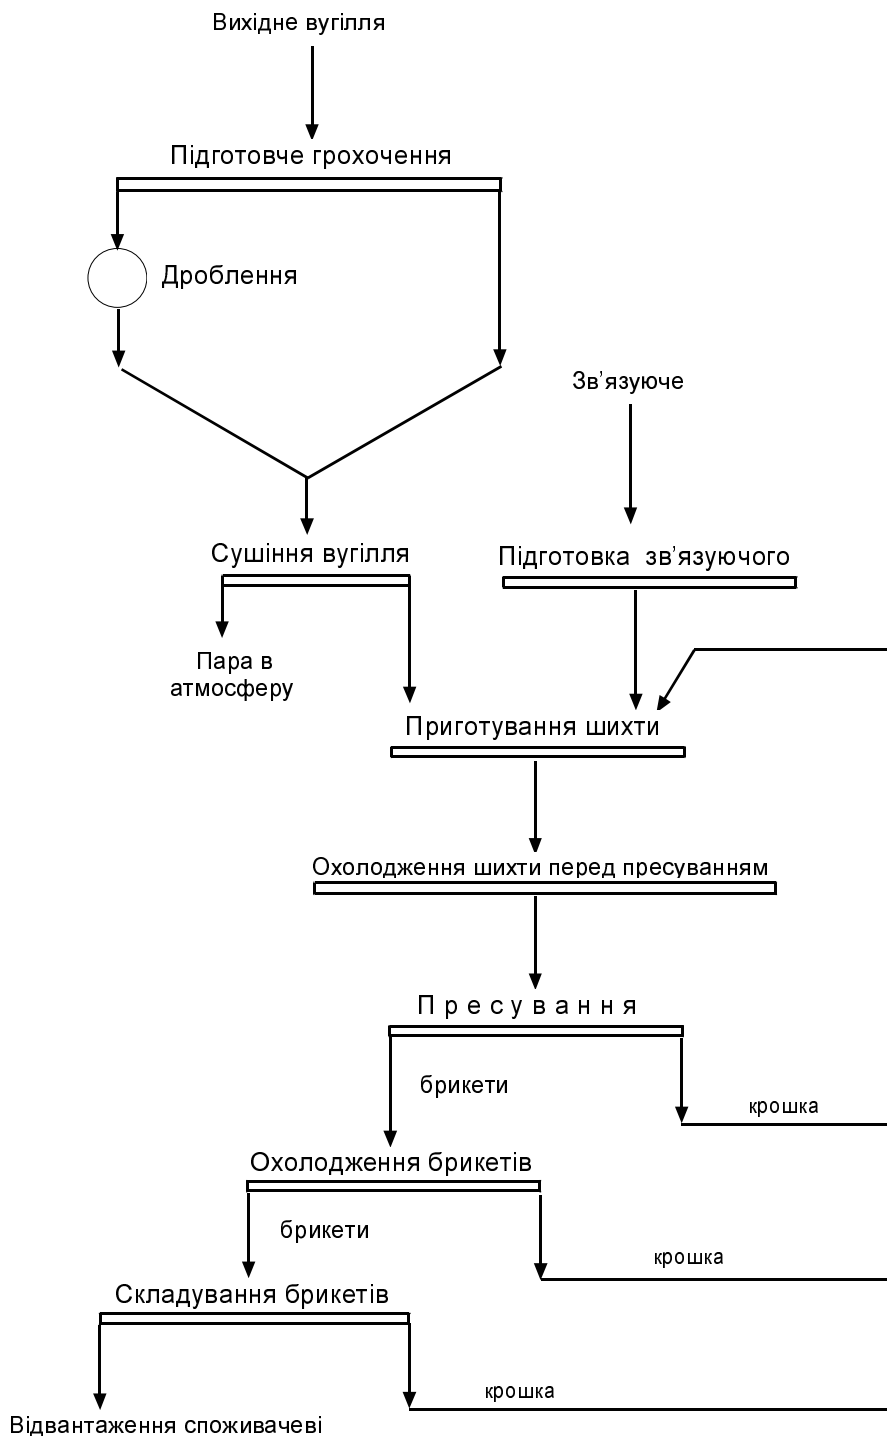 Вихідне вугілля
Підготовче грохочення
Дроблення
Зв’язуюче
Сушіння вугілля
Підготовка зв’язуючого
Пара в
атмосферу
Приготування шихти
Охолодження шихти перед пресуванням
Пресування
брикети
крошка
Охолодження брикетів
брикети
крошка
Складування брикетів
крошка
Відвантаження споживачеві